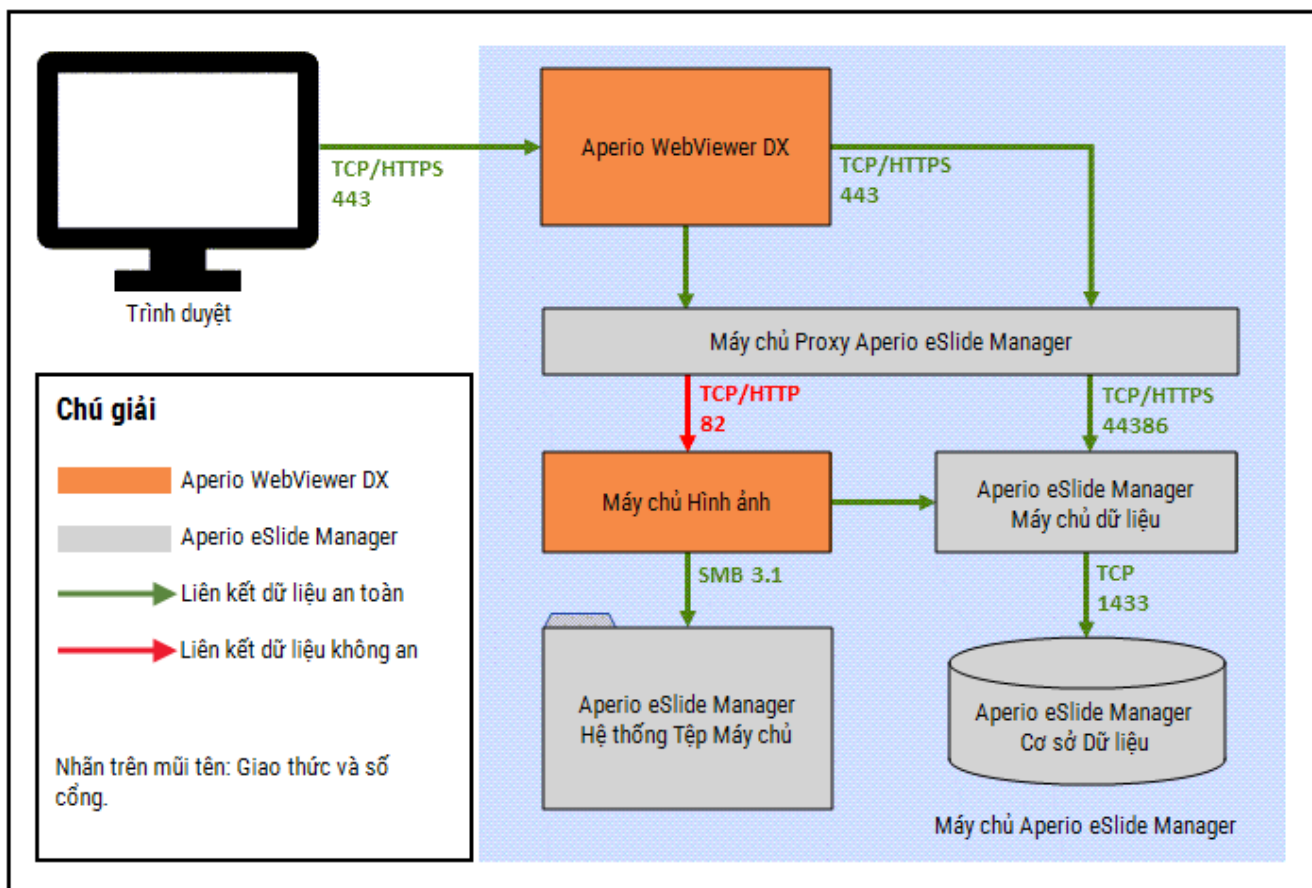 Aperio WebViewer DX
TCP/HTTPS
443
TCP/HTTPS
443
Trình duyệt
Máy chủ Proxy Aperio eSlide Manager
TCP/HTTP
82
TCP/HTTPS
44386
Chú giải
Aperio WebViewer DX
Aperio eSlide Manager
Liên kết dữ liệu an toàn
Liên kết dữ liệu không an
Nhãn trên mũi tên: Giao thức và số
cổng.
Máy chủ Hình ảnh
Aperio eSlide Manager
Máy chủ dữ liệu
SMB 3.1
TCP
1433
Aperio eSlide Manager
Hệ thống Tệp Máy chủ
Aperio eSlide Manager
Cơ sở Dữ liệu
Máy chủ Aperio eSlide Manager